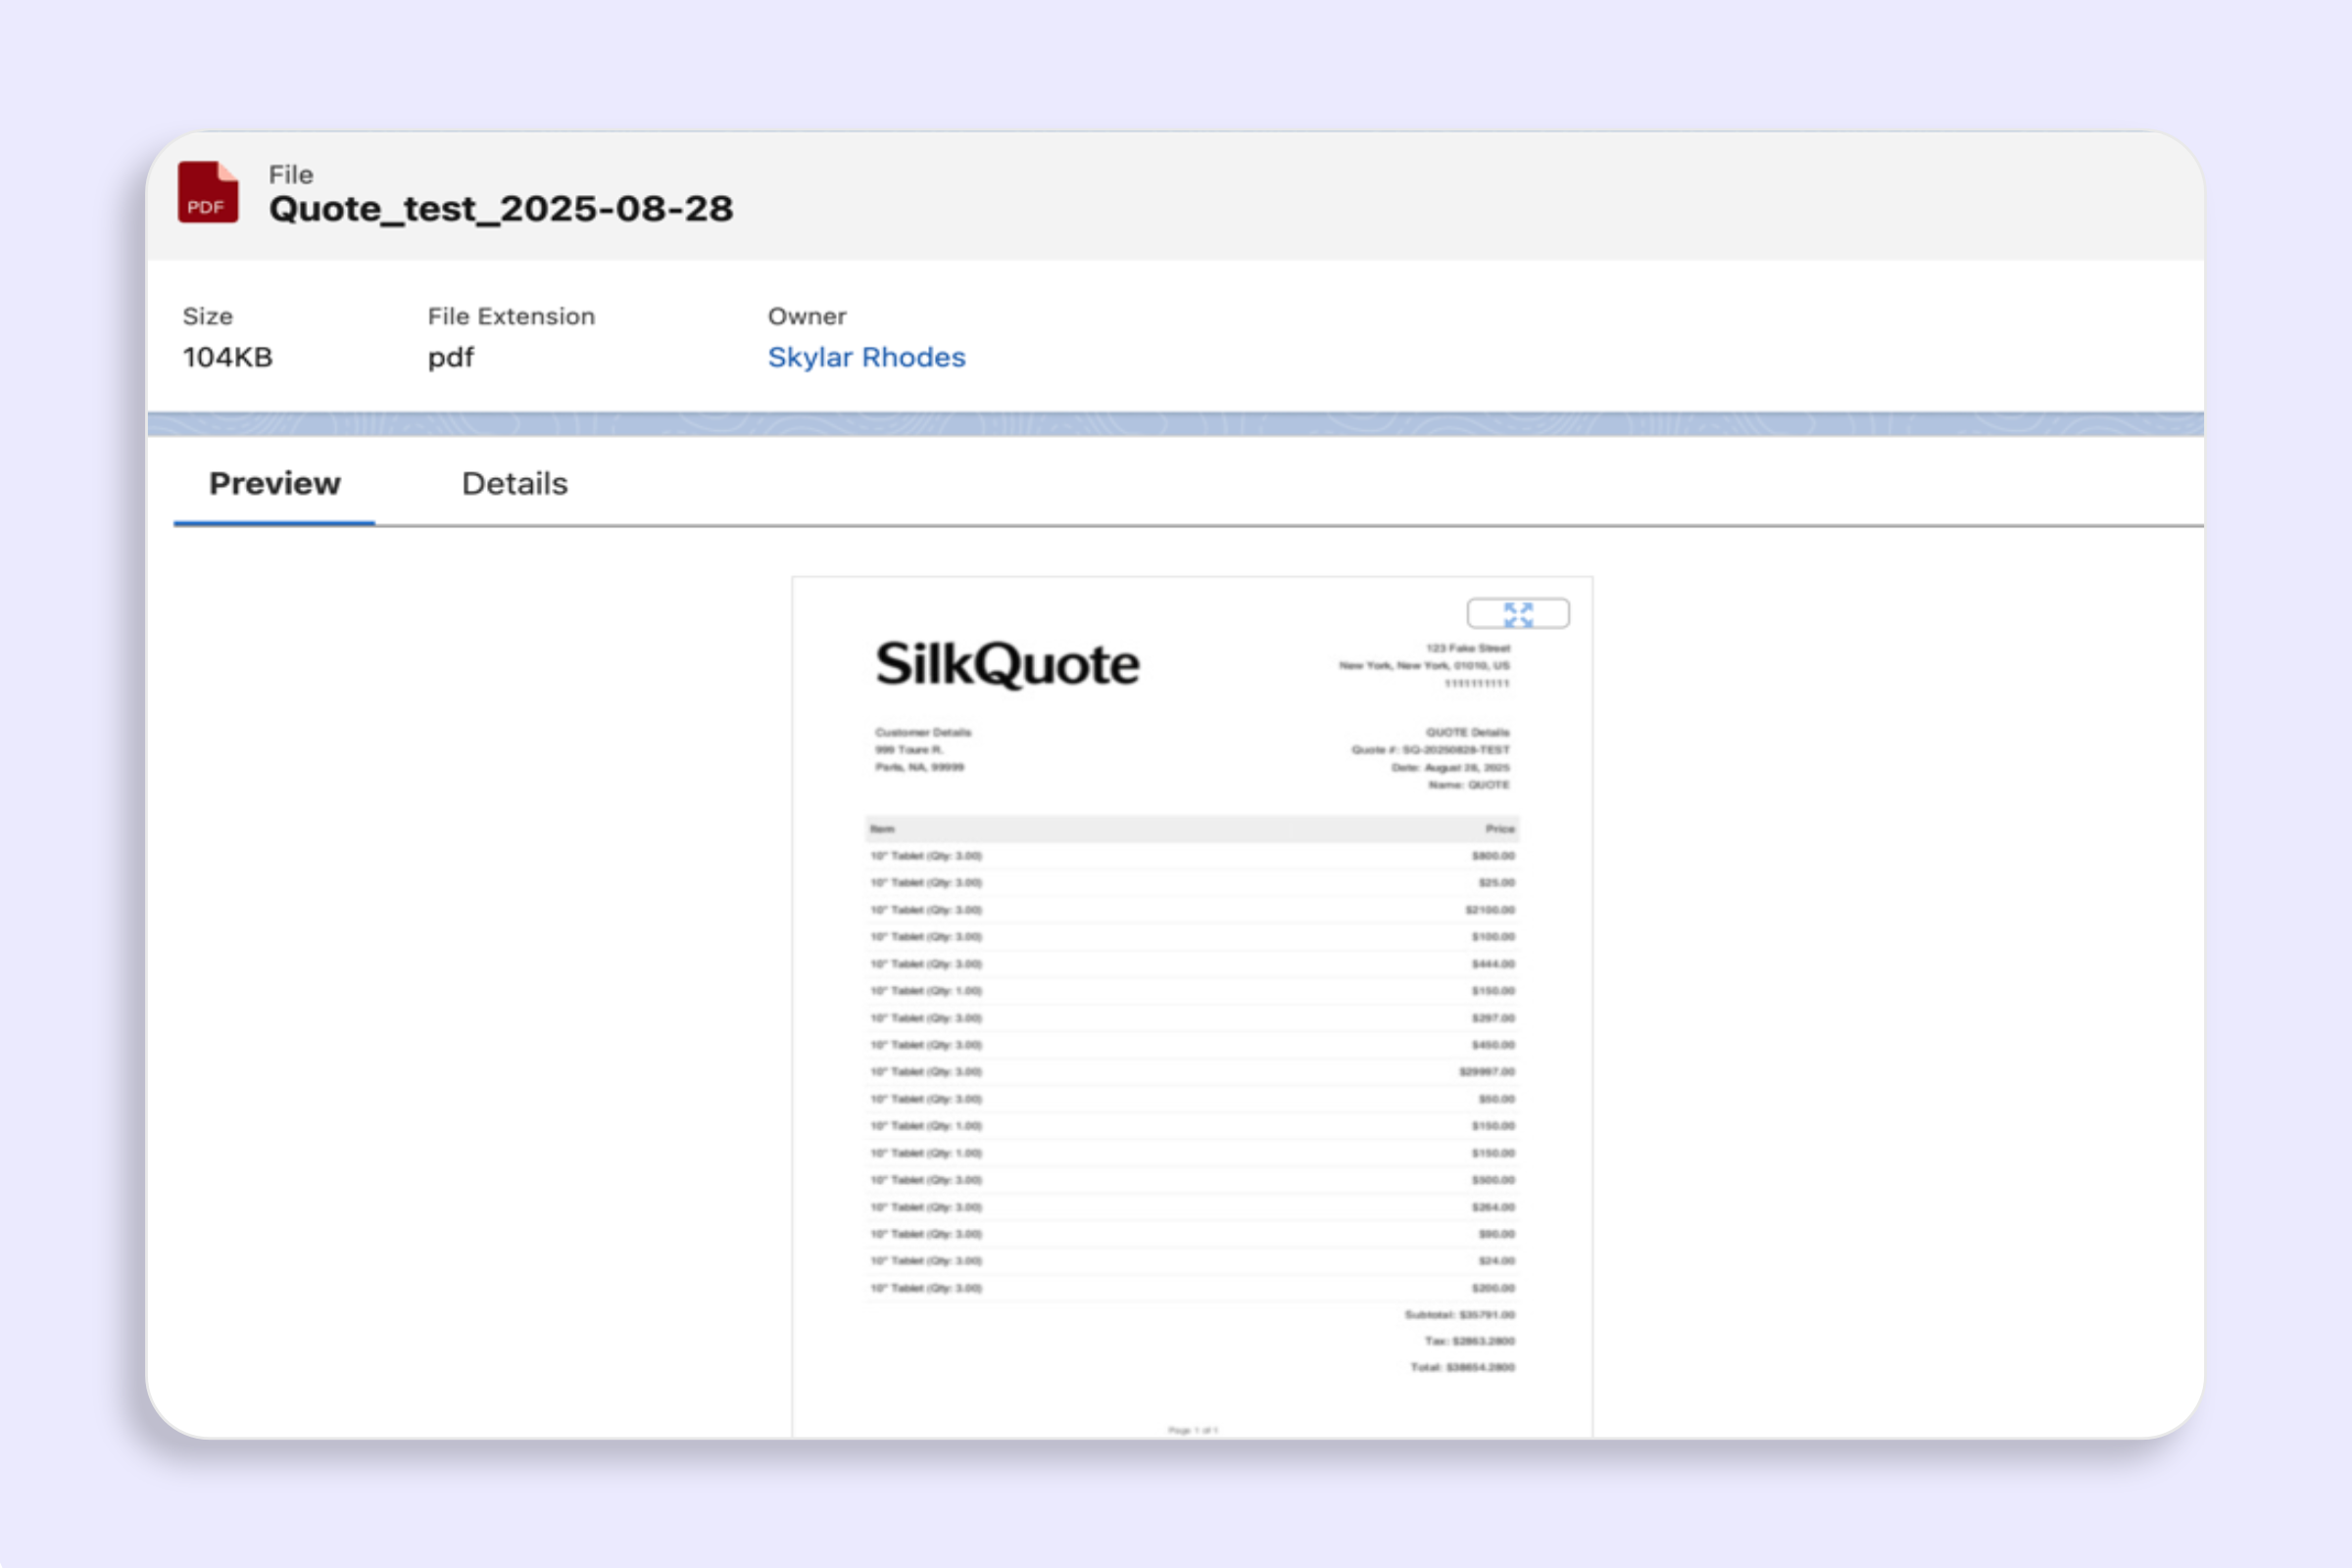 PDF
File
Quote_test_2025-08-28
Size
104KB
File Extension
pdf
Owner
Skylar Rhodes
Preview
Details
SilkQuote
123 Fake Street
New York, New York, 01010, US
1111111111
Customer Details
999 Toure R.
Paris, NA, 99999
QUOTE Details
Quote #: SQ-20250828-TEST
Date: August 28, 2025
Name: QUOTE
Item Price
10" Tablet (Qty: 3.00) $800.00
10" Tablet (Qty: 3.00) $25.00
10" Tablet (Qty: 3.00) $2100.00
10" Tablet (Qty: 3.00) $100.00
10" Tablet (Qty: 3.00) $444.00
10" Tablet (Qty: 1.00) $150.00
10" Tablet (Qty: 3.00) $297.00
10" Tablet (Qty: 3.00) $450.00
10" Tablet (Qty: 3.00) $29997.00
10" Tablet (Qty: 3.00) $50.00
10" Tablet (Qty: 1.00) $150.00
10" Tablet (Qty: 1.00) $150.00
10" Tablet (Qty: 3.00) $500.00
10" Tablet (Qty: 3.00) $264.00
10" Tablet (Qty: 3.00) $90.00
10" Tablet (Qty: 3.00) $24.00
10" Tablet (Qty: 3.00) $200.00
Subtotal: $35791.00
Tax: $2863.2800
Total: $38654.2800
Page 1 of 1